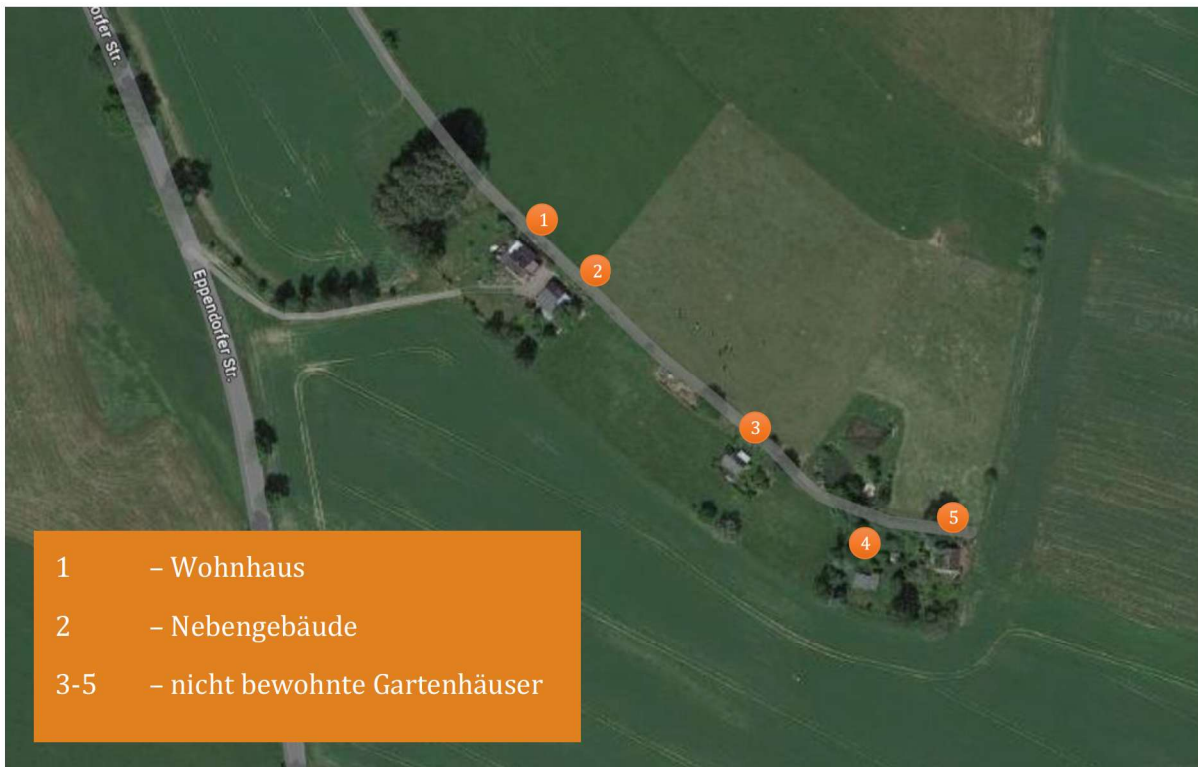 orfer Str.
1
2
Eppendorfer Str.
3
5
4
1 – Wohnhaus
2 – Nebengebäude
3-5 – nicht bewohnte Gartenhäuser